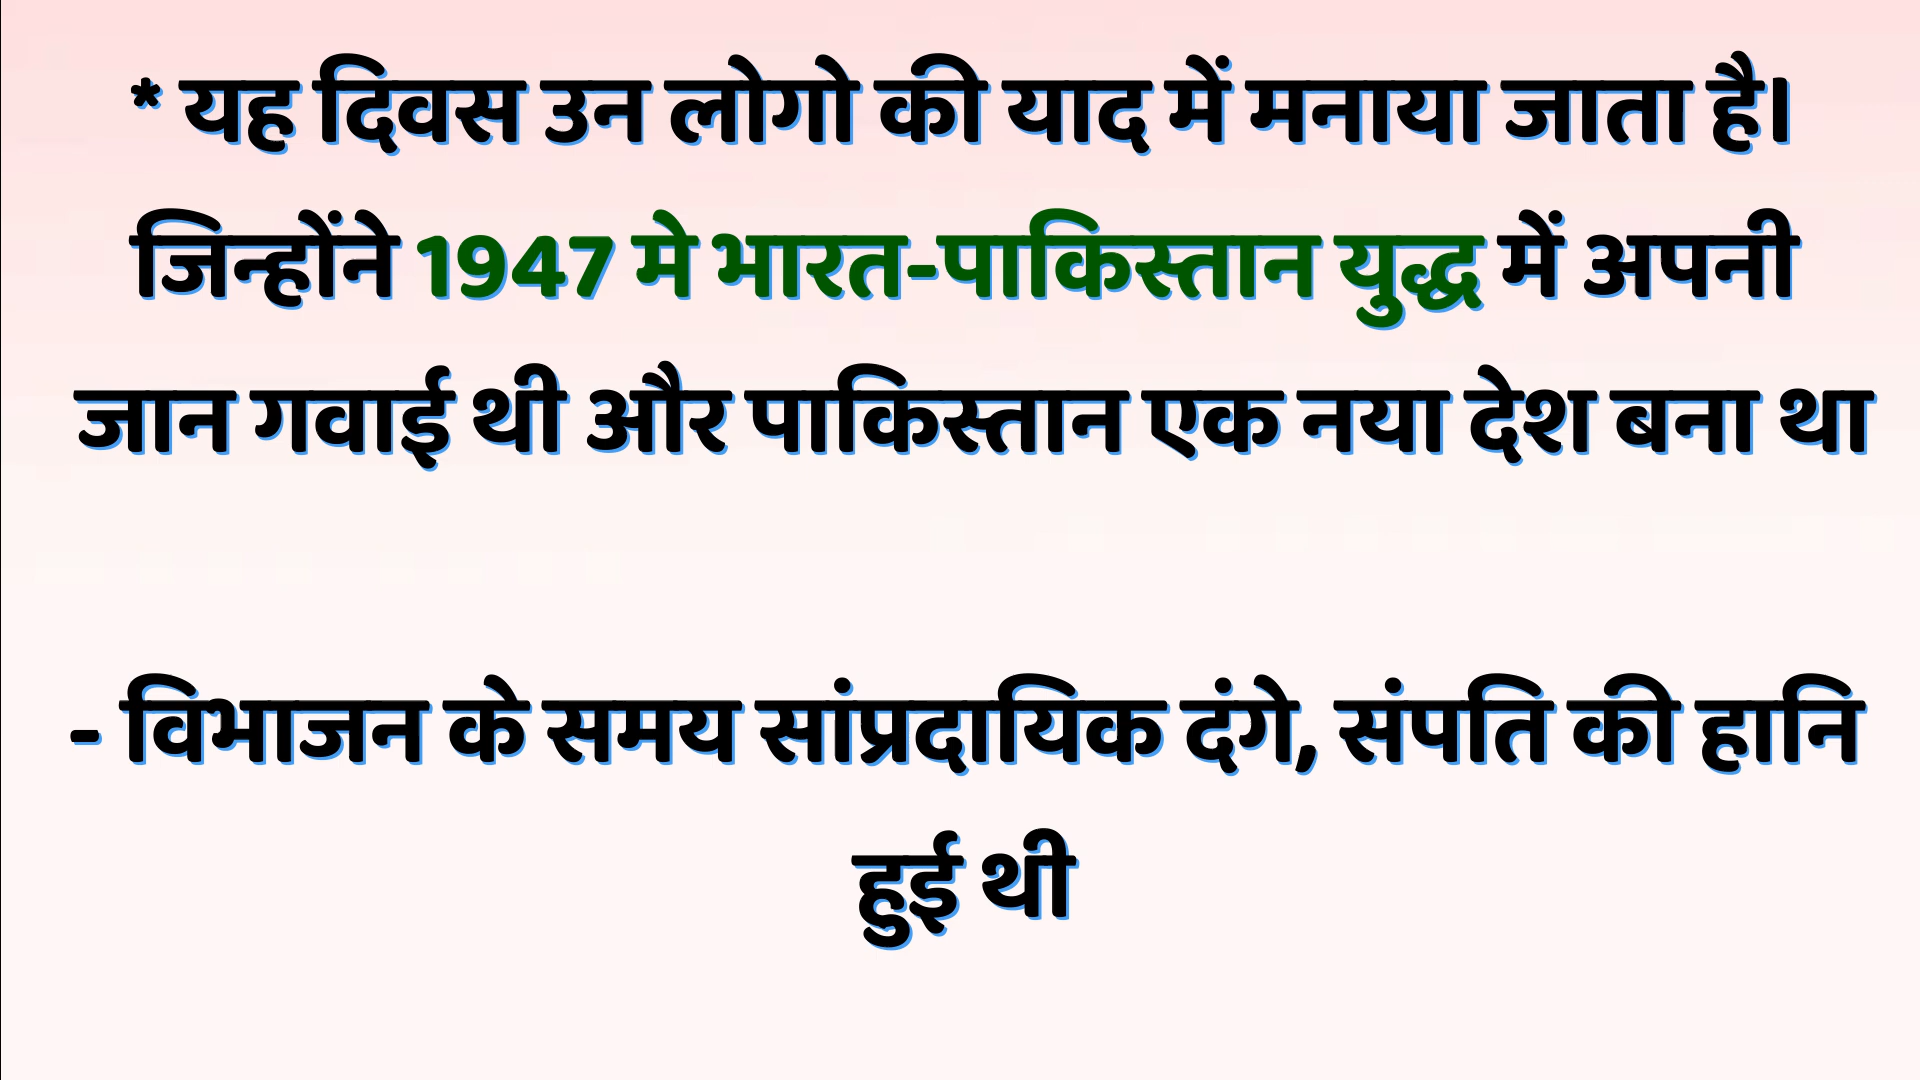 * यह दिवस उन लोगो की याद में मनाया जाता है।
जिन्होंने 1947 मे भारत-पाकिस्तान युद्ध में अपनी
जान गवाई थी और पाकिस्तान एक नया देश बना था
- विभाजन के समय सांप्रदायिक दंगे, संपति की हानि
हुई थी